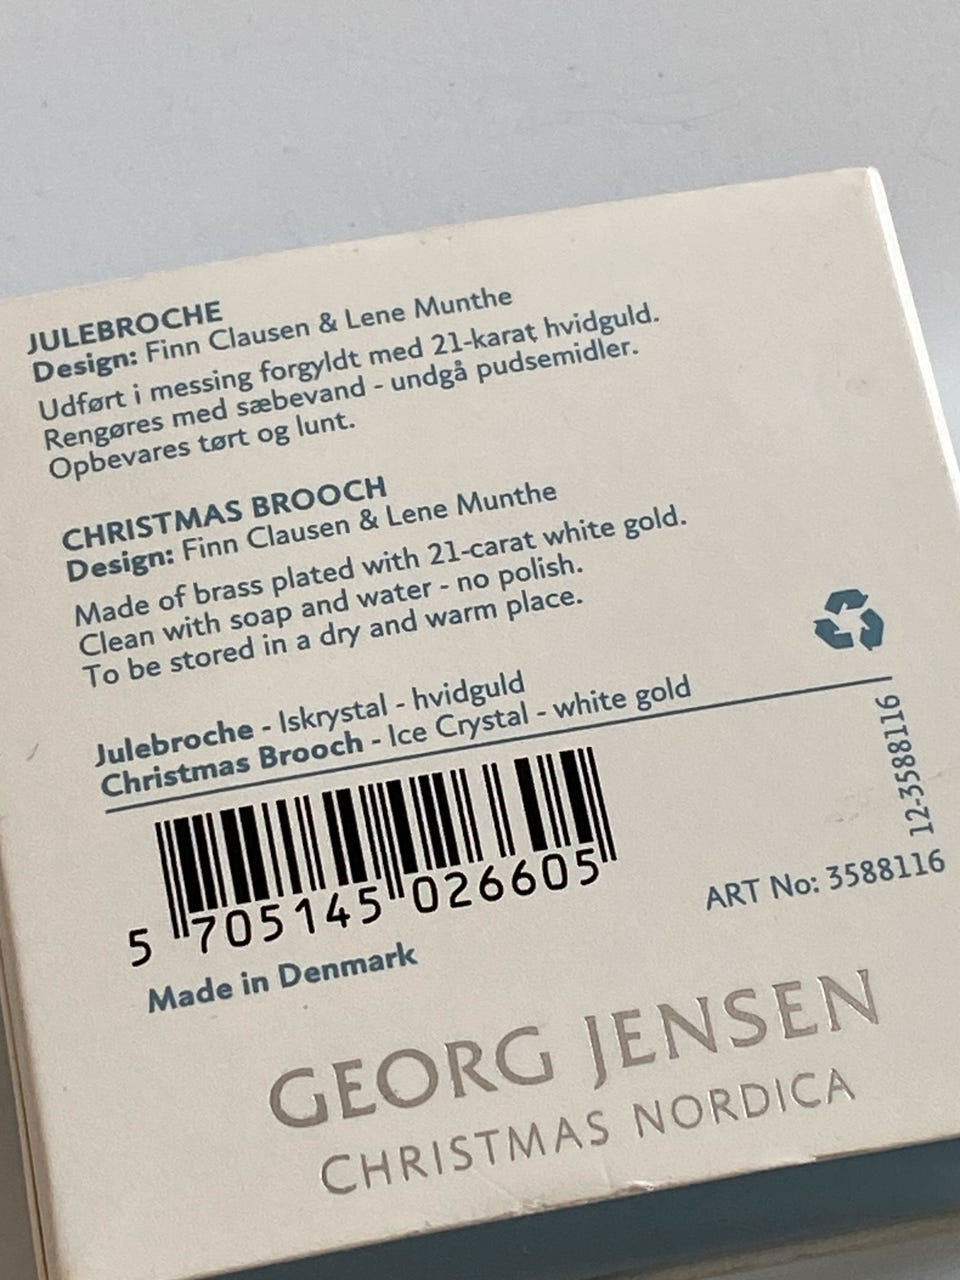 JULEBROCHE
Design: Finn Clausen & Lene Munthe
Udført i messing forgyldt med 21-karat hvidguld.
Rengøres med sæbevand - undgå pudsemidler.
Opbevares tørt og lunt.
CHRISTMAS BROOCH
Design: Finn Clausen & Lene Munthe
Made of brass plated with 21-carat white gold.
Clean with soap and water - no polish.
To be stored in a dry and warm place.
Julebroche - Iskrystal - hvidguld
Christmas Brooch - Ice Crystal - white gold
12-3588116
5 705145 026605
ART No: 3588116
Made in Denmark
GEORG JENSEN
CHRISTMAS NORDICA